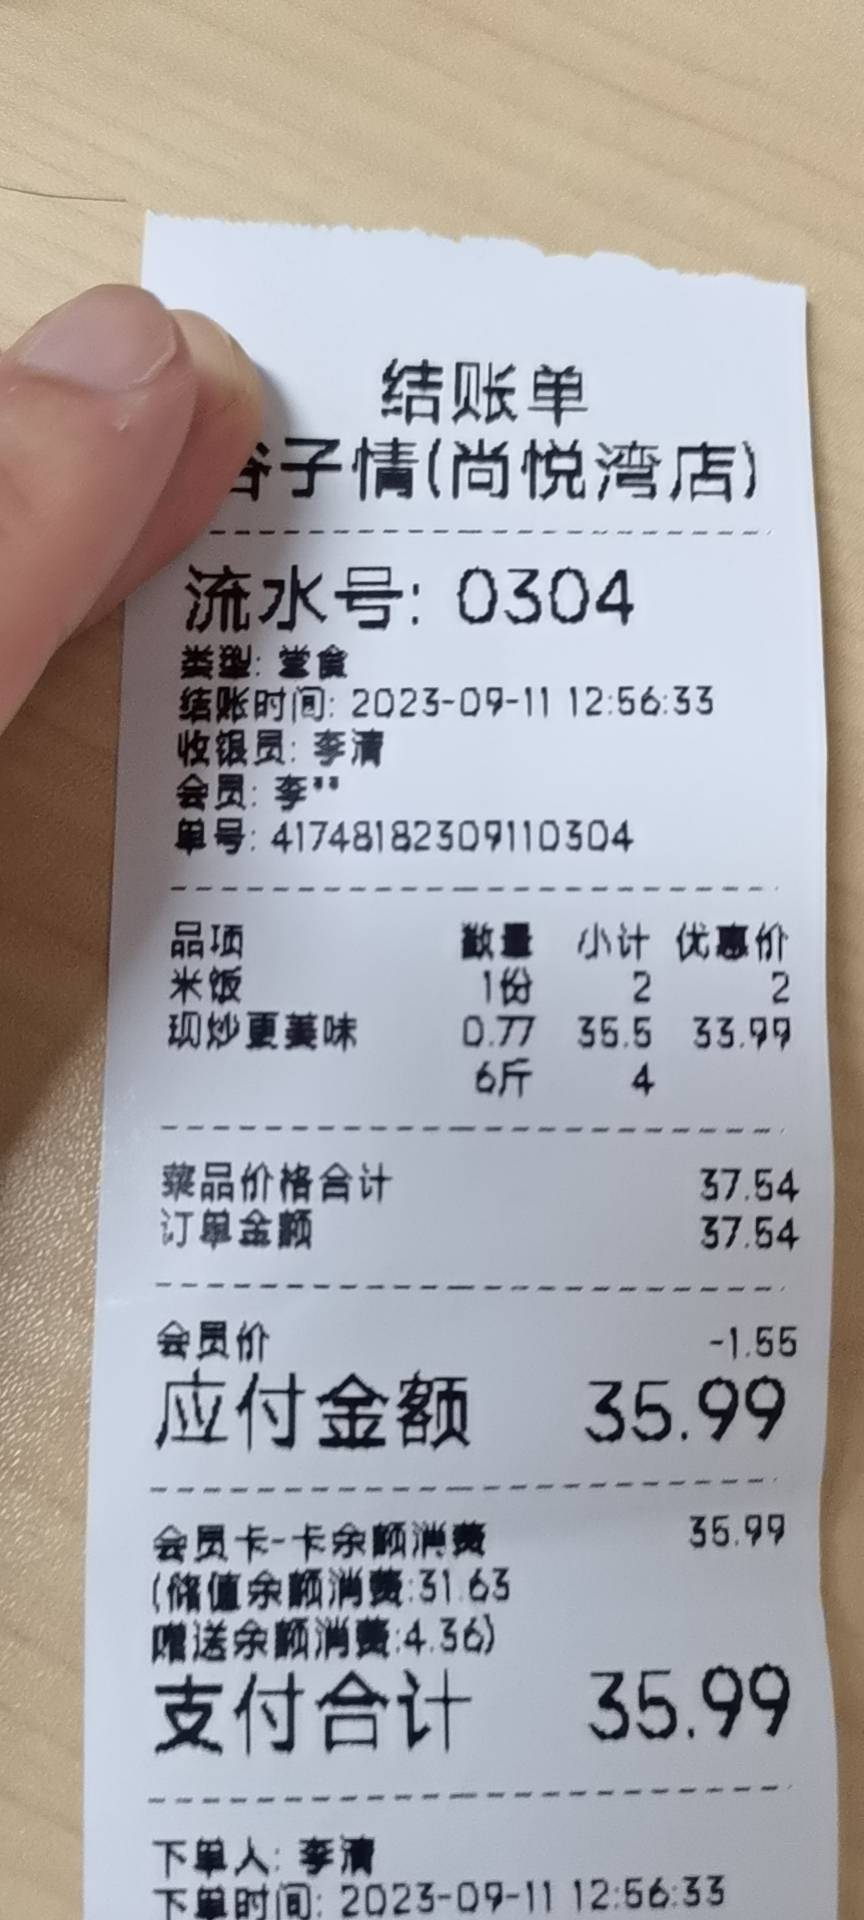 结账单
谷子情(尚悦湾店)
流水号: 0304
类型: 堂食
结账时间: 2023-09-11 12:56:33
收银员: 李清
会员: 李**
单号: 41748182309110304
品项 数量 小计 优惠价
米饭 1份 2 2
现炒更美味 0.77 35.5 33.99
6斤 4
菜品价格合计 37.54
订单金额 37.54
会员价 -1.55
应付金额 35.99
会员卡-卡余额消费 35.99
(储值余额消费:31.63
赠送余额消费:4.36)
支付合计 35.99
下单人: 李清
下单时间: 2023-09-11 12:56:33